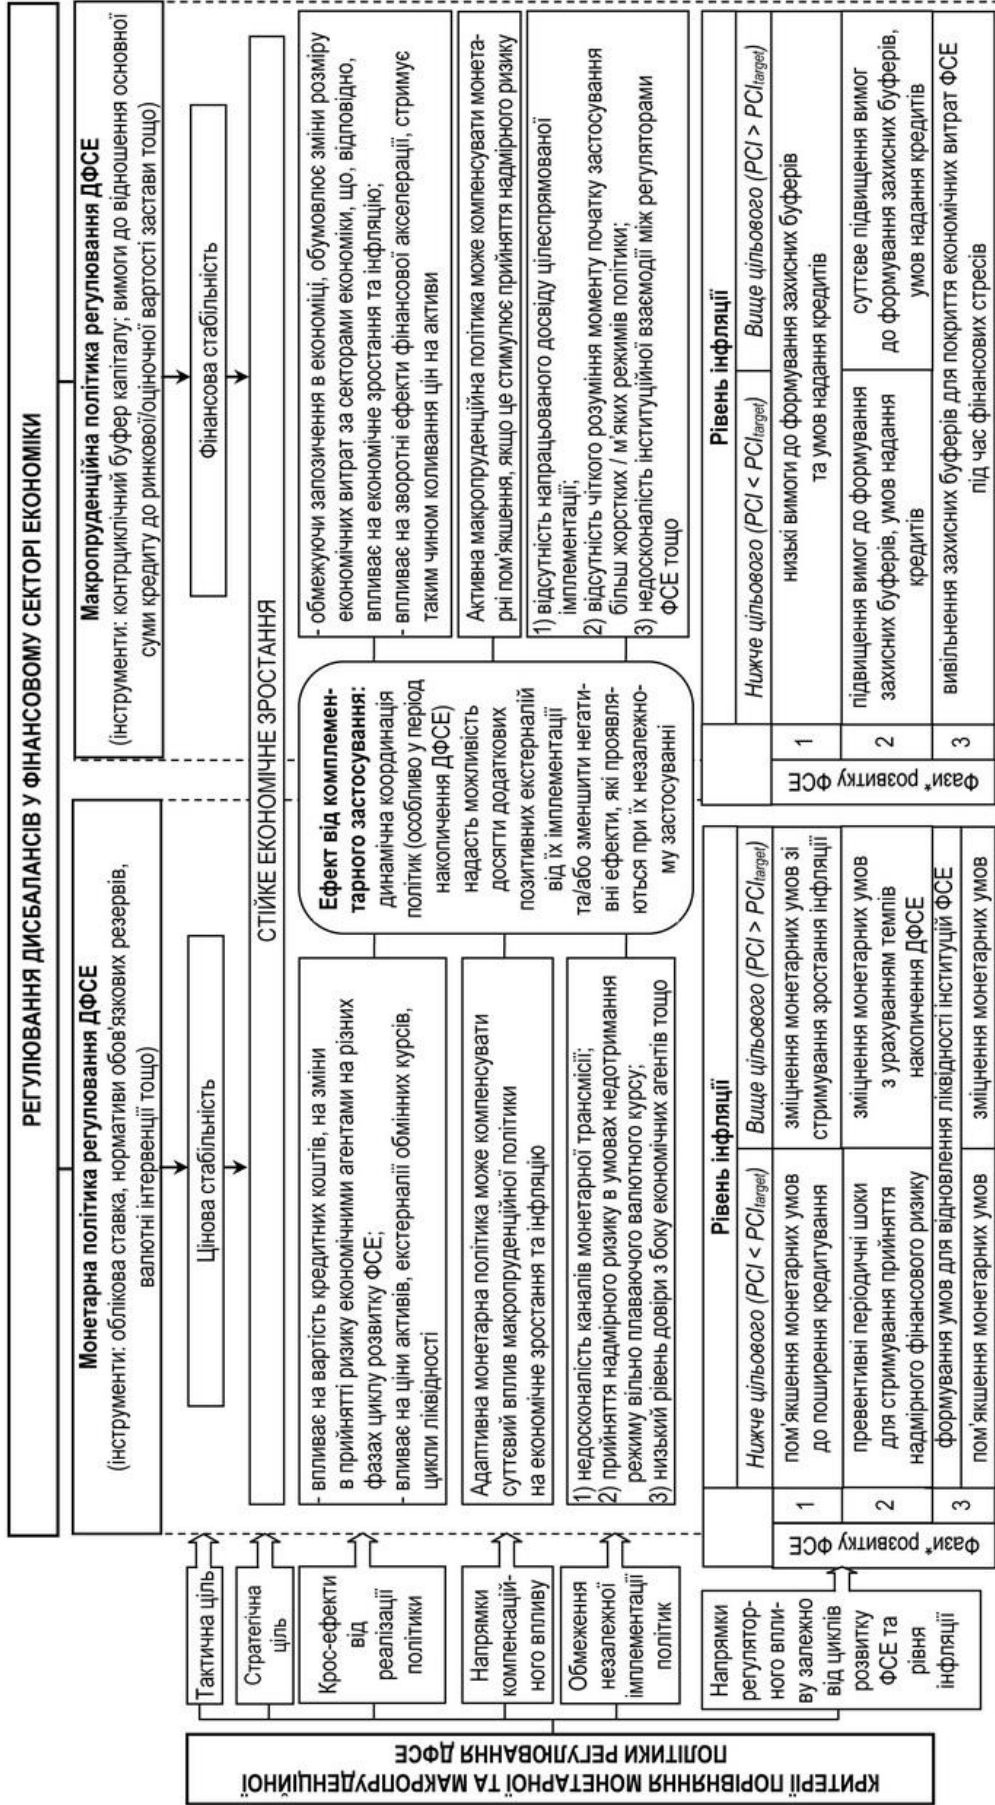 РЕГУЛЮВАННЯ ДИСБАЛАНСІВ У ФІНАНСОВОМУ СЕКТОРІ ЕКОНОМІКИ
Монетарна політика регулювання ДФСЕ
(інструменти: облікова ставка, нормативи обов'язкових резервів,
валютні інтервенції тощо)
Макропруденційна політика регулювання ДФСЕ
(інструменти: контрциклічний буфер капіталу; вимоги до відношення основної
суми кредиту до ринкової/оціночної вартості застави тощо)
КРИТЕРІЇ ПОРІВНЯННЯ МОНЕТАРНОЇ ТА МАКРОПРУДЕНЦІЙНОЇ
ПОЛІТИКИ РЕГУЛЮВАННЯ ДФСЕ
Тактична ціль
Цінова стабільність
Фінансова стабільність
Стратегічна
ціль
СТІЙКЕ ЕКОНОМІЧНЕ ЗРОСТАННЯ
Крос-ефекти
від
реалізації
політики
- впливає на вартість кредитних коштів, на зміни
в прийнятті ризику економічними агентами на різних
фазах циклу розвитку ФСЕ;
- вливає на ціни активів, екстерналії обмінних курсів,
цикли ліквідності
Ефект від комплемен-
тарного застосування:
динамічна координація
політик (особливо у період
накопичення ДФСЕ)
надасть можливість
досягти додаткових
позитивних екстерналій
від їх імплементації
та/або зменшити негати-
вні ефекти, які проявля-
ються при їх незалежно-
му застосуванні
- обмежуючи запозичення в економіці, обумовлює зміни розміру
економічних витрат за секторами економіки, що, відповідно,
впливає на економічне зростання та інфляцію;
- впливає на зворотні ефекти фінансової акселерації, стримує
таким чином коливання цін на активи
Напрямки
компенсацій-
ного впливу
Адаптивна монетарна політика може компенсувати
суттєвий вплив макропруденційної політики
на економічне зростання та інфляцію
Активна макропруденційна політика може компенсувати монета-
рні пом'якшення, якщо це стимулює прийняття надмірного ризику
Обмеження
незалежної
імплементації
політик
1) недосконалість каналів монетарної трансмісії;
2) прийняття надмірного ризику в умовах недотримання
режиму вільно плаваючого валютного курсу;
3) низький рівень довіри з боку економічних агентів тощо
1) відсутність напрацьованого досвіду цілеспрямованої
імплементації;
2) відсутність чіткого розуміння моменту початку застосування
більш жорстких / м'яких режимів політики;
3) недосконалість інституційної взаємодії між регуляторами
ФСЕ тощо
Напрямки
регулятор-
ного впли-
ву залежно
від циклів
розвитку
ФСЕ та
рівня
інфляції
Фази* розвитку ФСЕ
Рівень інфляції
Нижче цільового (PCI < PCItarget)
Вище цільового (PCI > PCItarget)
1
пом'якшення монетарних умов
до поширення кредитування
зміцнення монетарних умов зі
стримування зростання інфляції
2
превентивні періодичні шоки
для стримування прийняття
надмірного фінансового ризику
зміцнення монетарних умов
з урахуванням темпів
накопичення ДФСЕ
3
формування умов для відновлення ліквідності інституцій ФСЕ
пом'якшення монетарних умов
зміцнення монетарних умов
Фази* розвитку ФСЕ
Рівень інфляції
Нижче цільового (PCI < PCItarget)
Вище цільового (PCI > PCItarget)
1
низькі вимоги до формування захисних буферів
та умов надання кредитів
2
підвищення вимог до формування
захисних буферів, умов надання
кредитів
суттєве підвищення вимог
до формування захисних буферів,
умов надання кредитів
3
вивільнення захисних буферів для покриття економічних витрат ФСЕ
під час фінансових стресів